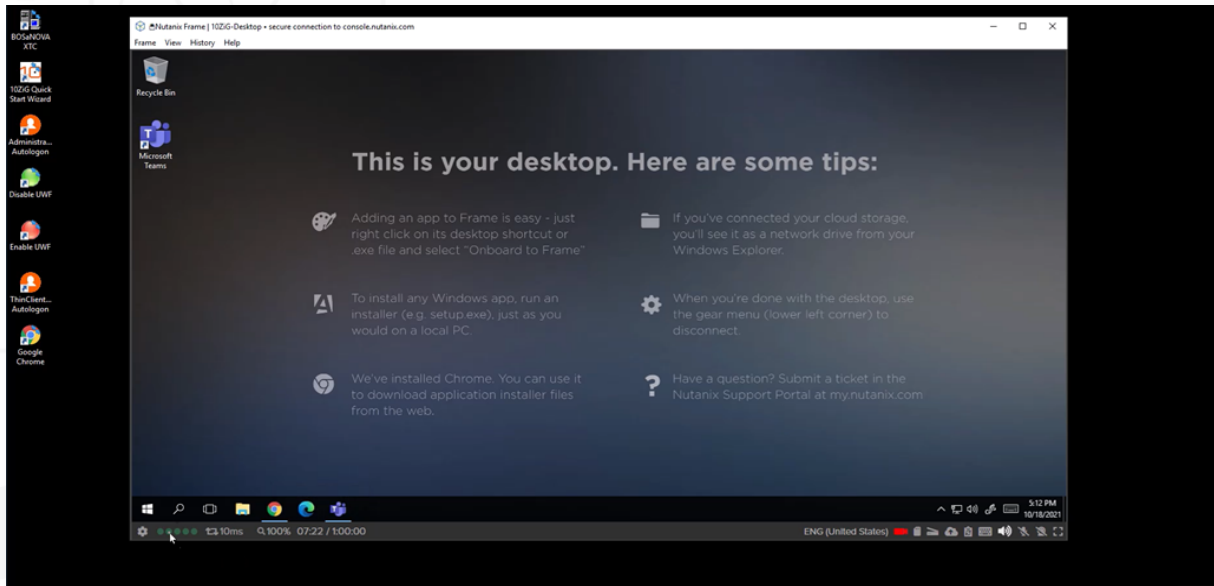 BOSaNOVA
XTC
10ZiG Quick
Start Wizard
Administra...
Autologon
Disable UWF
Enable UWF
ThinClient...
Autologon
Google
Chrome
Nutanix Frame | 10ZiG-Desktop • secure connection to console.nutanix.com
Frame View History Help
Recycle Bin
Microsoft
Teams
This is your desktop. Here are some tips:
Adding an app to Frame is easy - just
right click on its desktop shortcut or
.exe file and select "Onboard to Frame"
If you've connected your cloud storage,
you'll see it as a network drive from your
Windows Explorer.
To install any Windows app, run an
installer (e.g. setup.exe), just as you
would on a local PC.
When you're done with the desktop, use
the gear menu (lower left corner) to
disconnect.
We've installed Chrome. You can use it
to download application installer files
from the web.
Have a question? Submit a ticket in the
Nutanix Support Portal at my.nutanix.com
5:12 PM
10/18/2021
10ms 100% 07:22 / 1:00:00 ENG (United States)